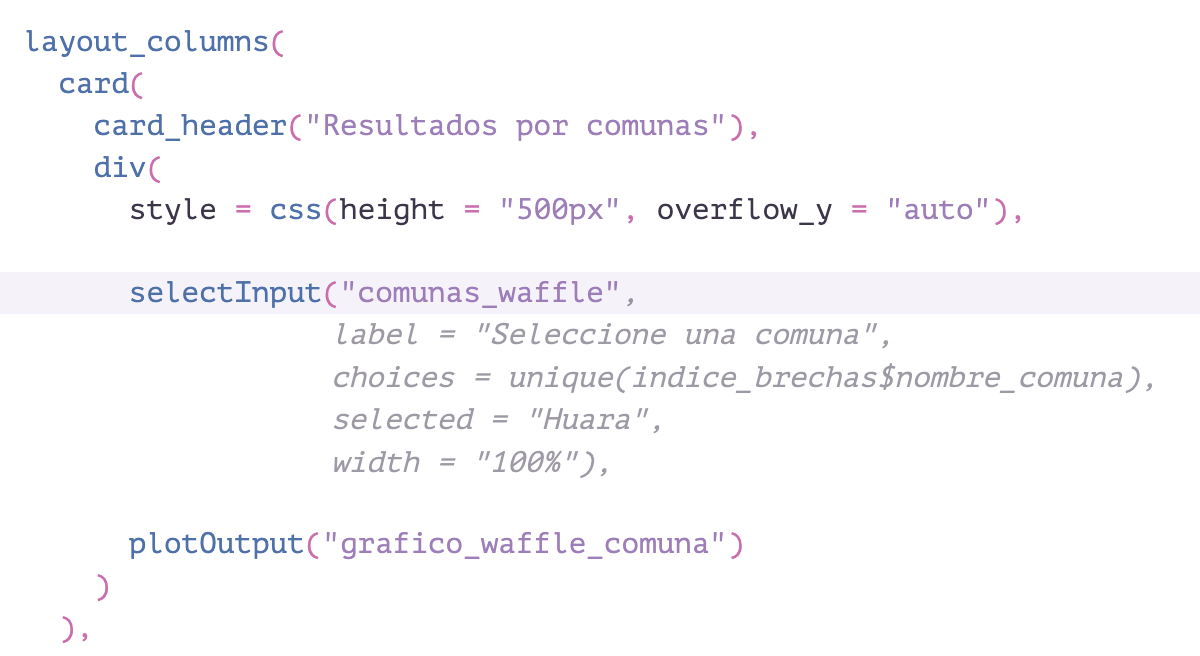 layout_columns(
  card(
    card_header("Resultados por comunas"),
    div(
      style = css(height = "500px", overflow_y = "auto"),

      selectInput("comunas_waffle",
                  label = "Seleccione una comuna",
                  choices = unique(indice_brechas$nombre_comuna),
                  selected = "Huara",
                  width = "100%"),

      plotOutput("grafico_waffle_comuna")
    )
  ),